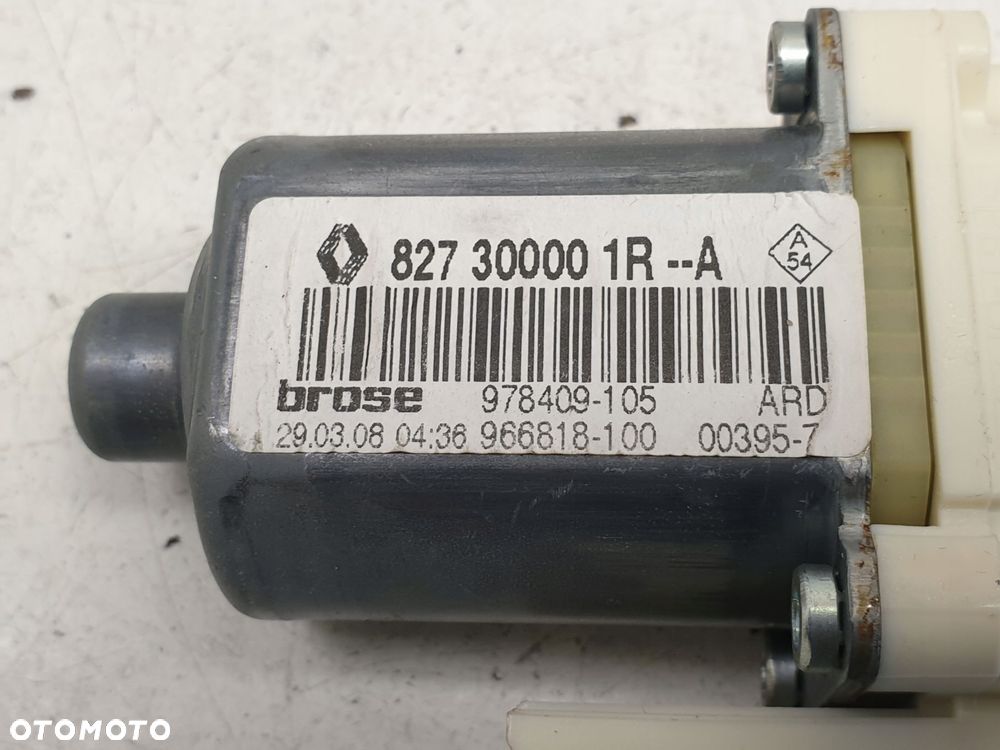 827 30000 1R --A
A
54
brose 978409-105 ARD
29.03.08 04:36 966818-100 00395-7
OTOMOTO